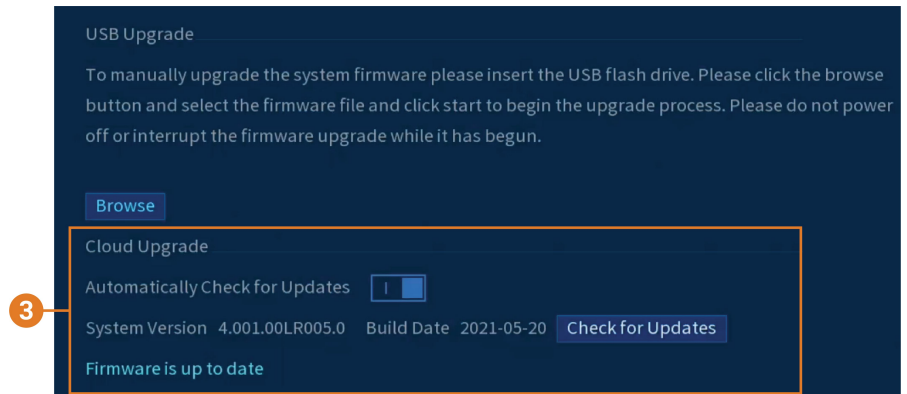 USB Upgrade
To manually upgrade the system firmware please insert the USB flash drive. Please click the browse
button and select the firmware file and click start to begin the upgrade process. Please do not power
off or interrupt the firmware upgrade while it has begun.
Browse
Cloud Upgrade
Automatically Check for Updates
3
System Version 4.001.00LR005.0 Build Date 2021-05-20 Check for Updates
Firmware is up to date